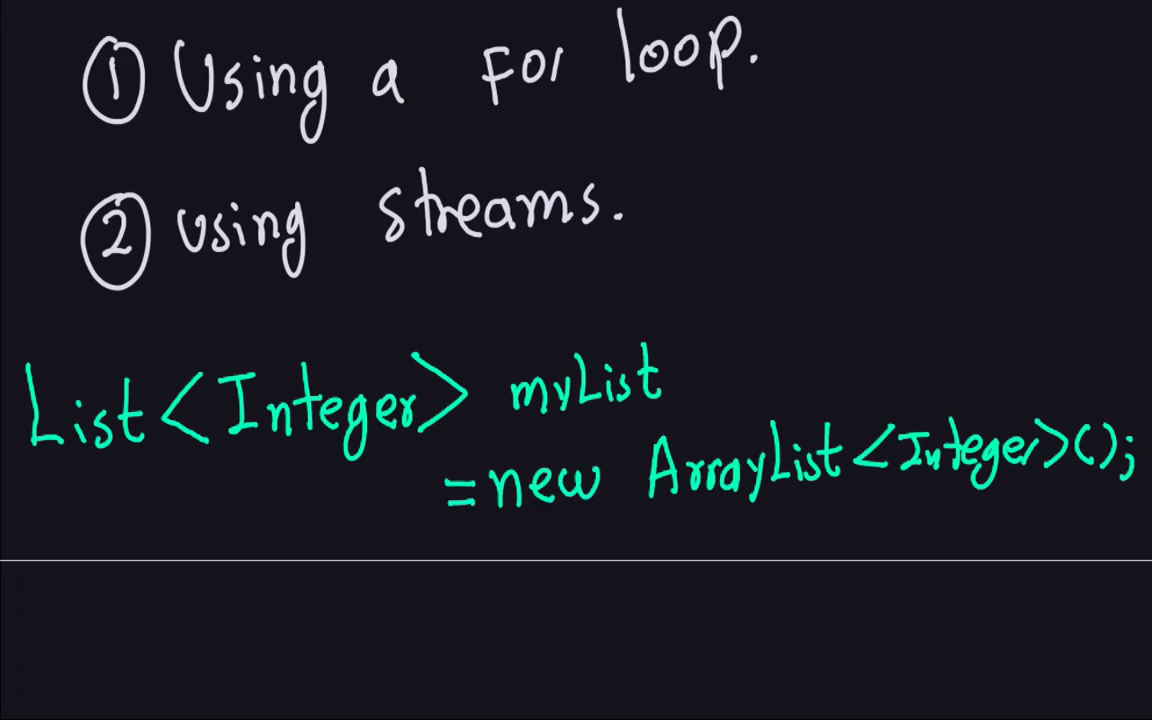 ① Using a For loop.
② Using streams.
List<Integer> myList
=new ArrayList<Integer>();